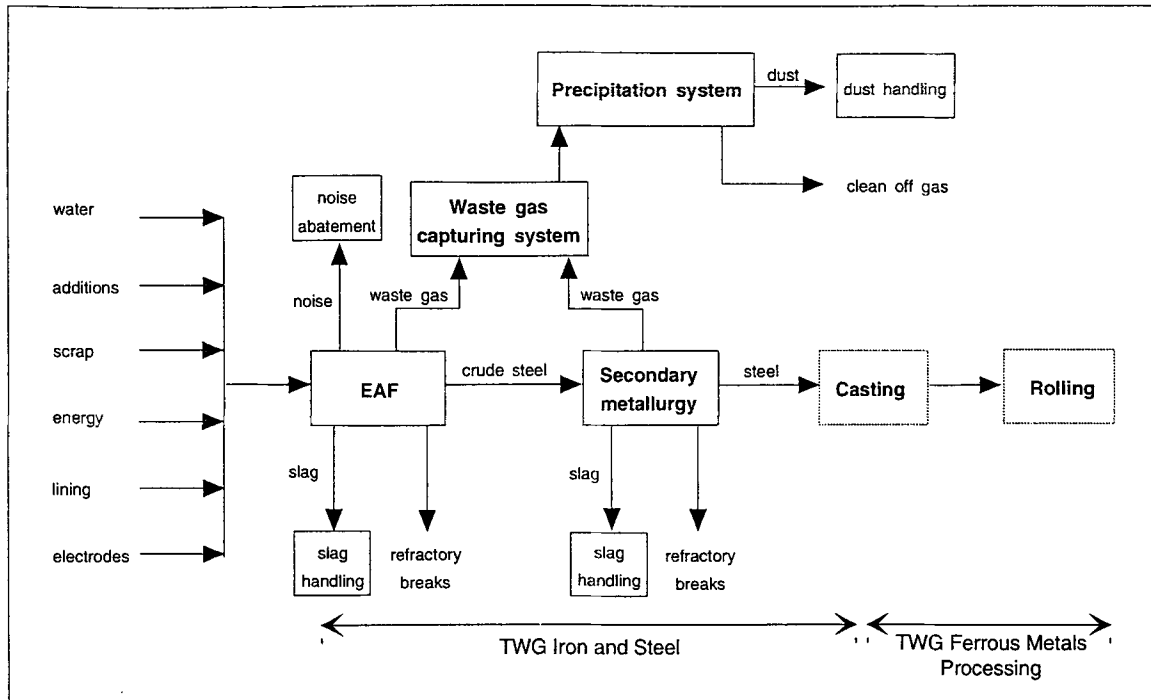 Precipitation system
dust
dust handling
clean off gas
noise
abatement
Waste gas
capturing system
water
additions
scrap
energy
lining
electrodes
noise
waste gas
waste gas
EAF
crude steel
Secondary
metallurgy
steel
Casting
Rolling
slag
slag
handling
refractory
breaks
slag
slag
handling
refractory
breaks
TWG Iron and Steel
TWG Ferrous Metals
Processing